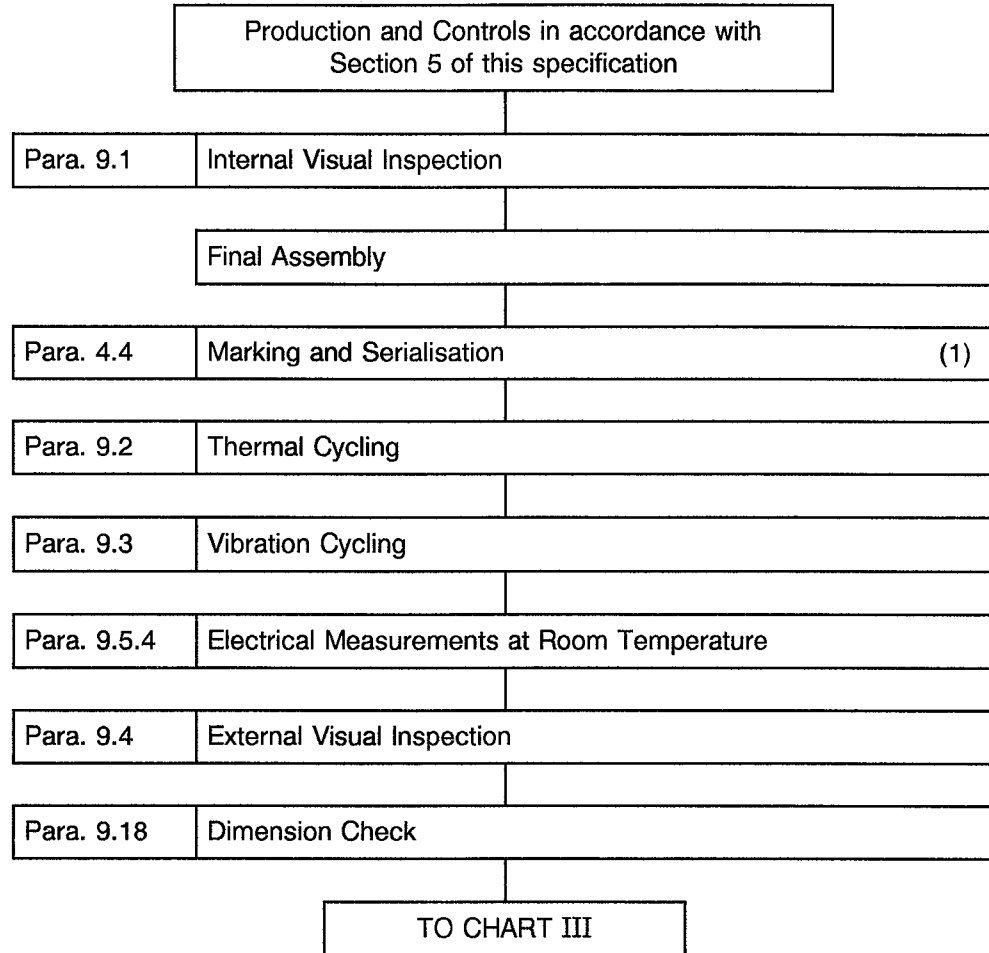 Production and Controls in accordance with
Section 5 of this specification
Para. 9.1 Internal Visual Inspection
Final Assembly
Para. 4.4 Marking and Serialisation (1)
Para. 9.2 Thermal Cycling
Para. 9.3 Vibration Cycling
Para. 9.5.4 Electrical Measurements at Room Temperature
Para. 9.4 External Visual Inspection
Para. 9.18 Dimension Check
TO CHART III